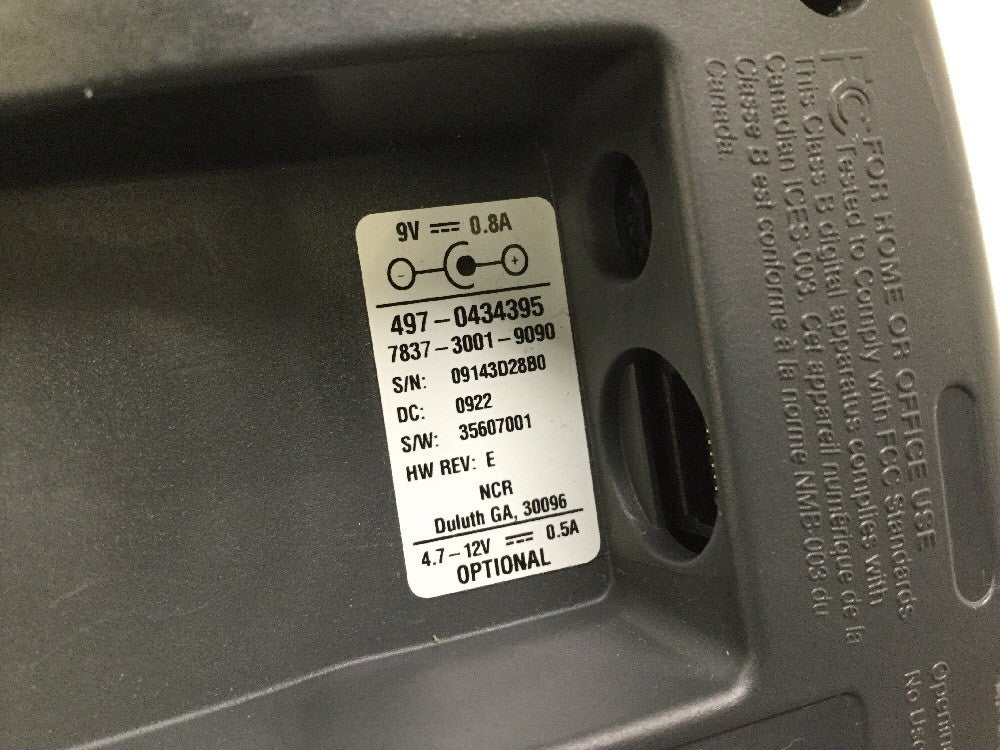 9V ⎓ 0.8A
- +
497-0434395
7837-3001-9090
S/N: 09143D28B0
DC: 0922
S/W: 35607001
HW REV: E
NCR
Duluth GA, 30096
4.7-12V ⎓ 0.5A
OPTIONAL
FOR HOME OR OFFICE USE
Tested to Comply with FCC Standards
This Class B digital apparatus complies with
Canadian ICES-003. Cet appareil numérique de la
Classe B est conforme à la norme NMB-003 du
Canada
No